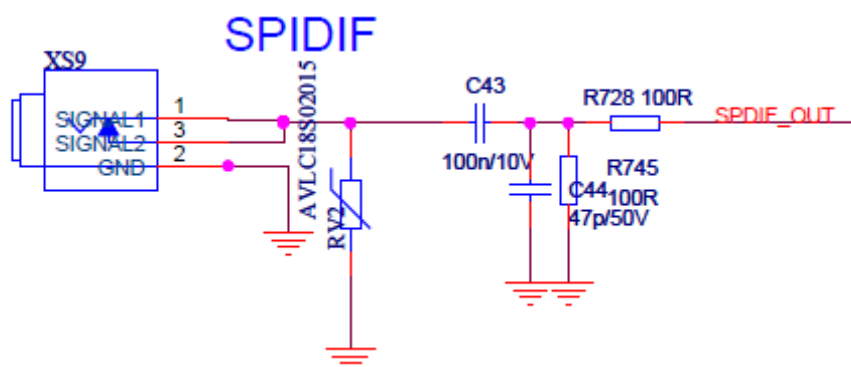 SPIDIF
XS9
SIGNAL1
1
SIGNAL2
3
GND
2
AVLC18S02015
RV2
C43
100n/10V
R728 100R
SPDIF_OUT
C44
47p/50V
R745
100R